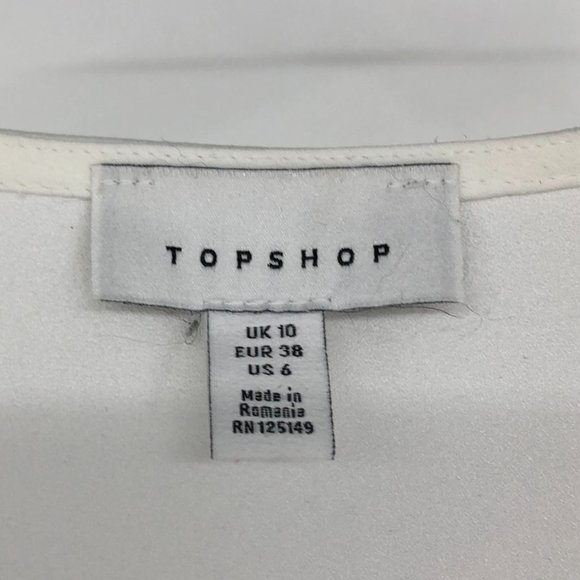 TOPSHOP
UK 10
EUR 38
US 6
Made in
Romania
RN125149